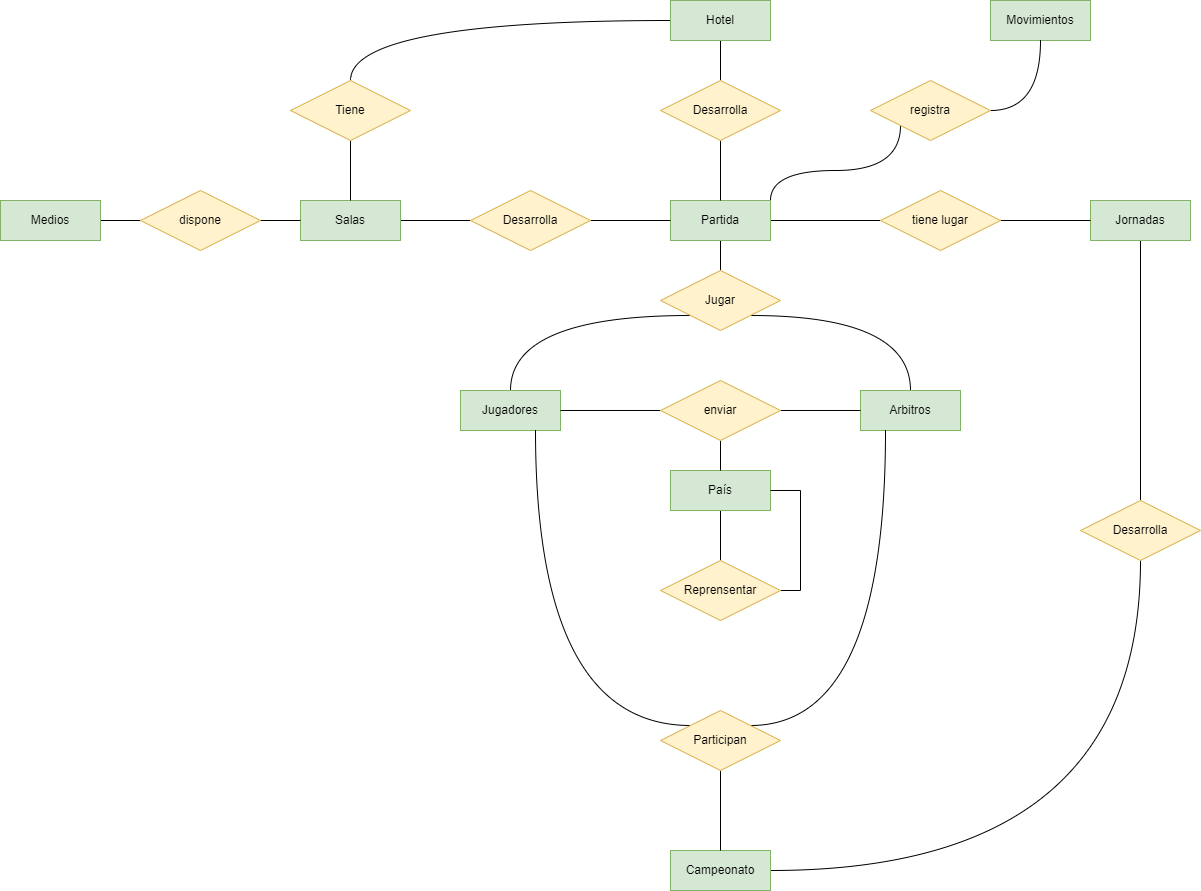 Hotel
Movimientos
Tiene
Desarrolla
registra
Medios
dispone
Salas
Desarrolla
Partida
tiene lugar
Jornadas
Jugar
Jugadores
enviar
Arbitros
País
Desarrolla
Reprensentar
Participan
Campeonato